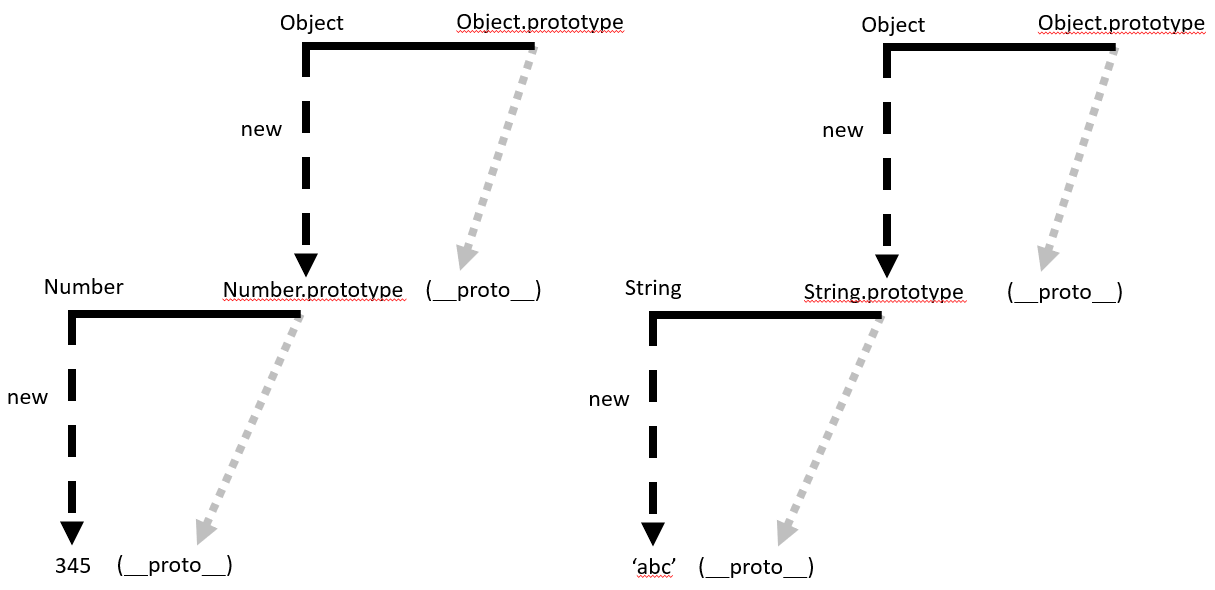 Object Object.prototype Object Object.prototype
new new
Number Number.prototype (__proto__) String String.prototype (__proto__)
new new
345 (__proto__) ‘abc’ (__proto__)